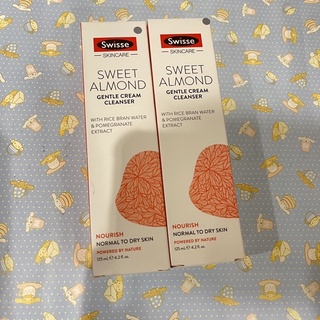 Swisse
SKINCARE
SWEET
ALMOND
GENTLE CREAM
CLEANSER
WITH RICE BRAN WATER
& POMEGRANATE
EXTRACT
NOURISH
NORMAL TO DRY SKIN
POWERED BY NATURE
125 mL ℮ 4.2 fl. oz
Swisse
SKINCARE
SWEET
ALMOND
GENTLE CREAM
CLEANSER
WITH RICE BRAN WATER
& POMEGRANATE
EXTRACT
NOURISH
NORMAL TO DRY SKIN
POWERED BY NATURE
125 mL ℮ 4.2 fl. oz